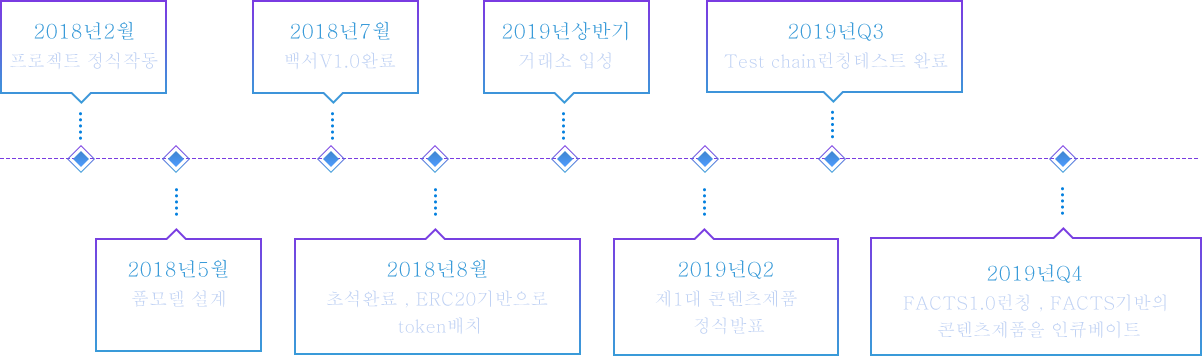 2018년2월
프로젝트 정식작동
2018년7월
백서V1.0완료
2019년상반기
거래소 입성
2019년Q3
Test chain런칭테스트 완료
2018년5월
품모델 설계
2018년8월
초석완료 , ERC20기반으로
token배치
2019년Q2
제1대 콘텐츠제품
정식발표
2019년Q4
FACTS1.0런칭 , FACTS기반의
콘텐츠제품을 인큐베이트